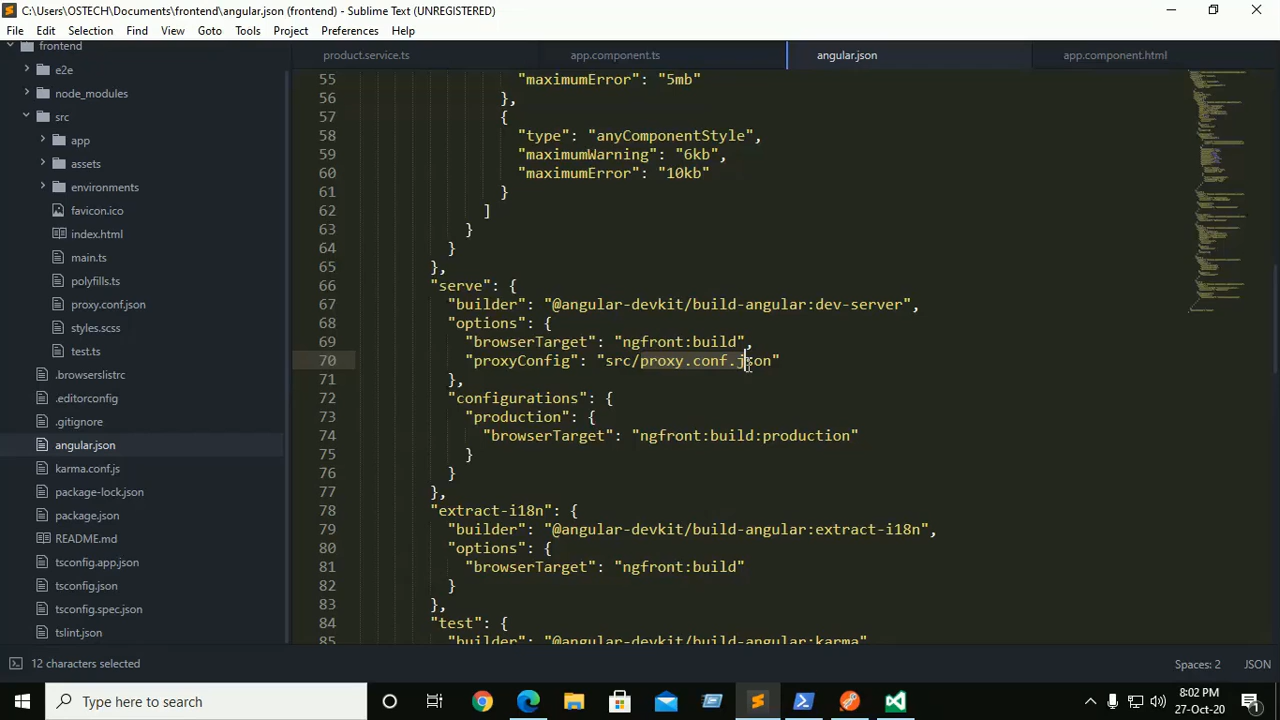 C:\Users\OSTECH\Documents\frontend\angular.json (frontend) - Sublime Text (UNREGISTERED)
File Edit Selection Find View Goto Tools Project Preferences Help
frontend
e2e
node_modules
src
app
assets
environments
favicon.ico
index.html
main.ts
polyfills.ts
proxy.conf.json
styles.scss
test.ts
.browserslistrc
.editorconfig
.gitignore
angular.json
karma.conf.js
package-lock.json
package.json
README.md
tsconfig.app.json
tsconfig.json
tsconfig.spec.json
tslint.json
product.service.ts app.component.ts angular.json app.component.html
55 "maximumError": "5mb"
56 },
57 {
58 "type": "anyComponentStyle",
59 "maximumWarning": "6kb",
60 "maximumError": "10kb"
61 }
62 ]
63 }
64 }
65 },
66 "serve": {
67 "builder": "@angular-devkit/build-angular:dev-server",
68 "options": {
69 "browserTarget": "ngfront:build",
70 "proxyConfig": "src/proxy.conf.json"
71 },
72 "configurations": {
73 "production": {
74 "browserTarget": "ngfront:build:production"
75 }
76 }
77 },
78 "extract-i18n": {
79 "builder": "@angular-devkit/build-angular:extract-i18n",
80 "options": {
81 "browserTarget": "ngfront:build"
82 }
83 },
84 "test": {
85 "builder": "@angular-devkit/build-angular:karma"
12 characters selected Spaces: 2 JSON
Type here to search
8:02 PM
27-Oct-20